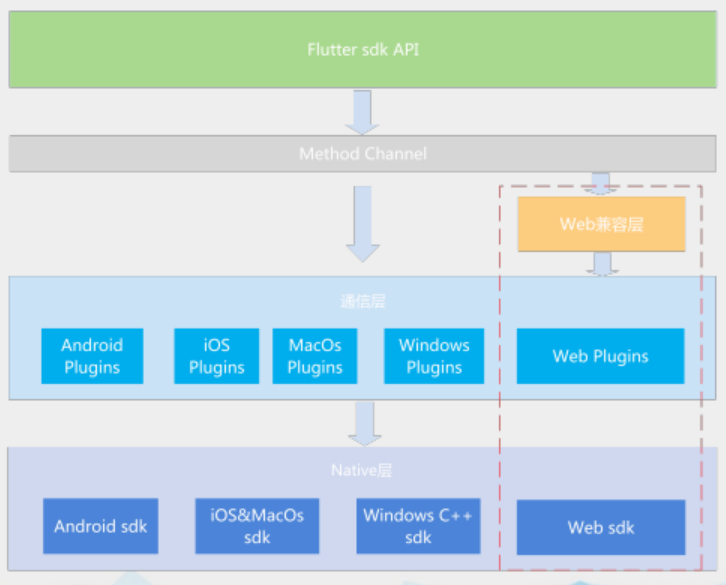 Flutter sdk API
Method Channel
Web兼容层
通信层
Android
Plugins
iOS
Plugins
MacOs
Plugins
Windows
Plugins
Web Plugins
Native层
Android sdk
iOS&MacOs
sdk
Windows C++
sdk
Web sdk